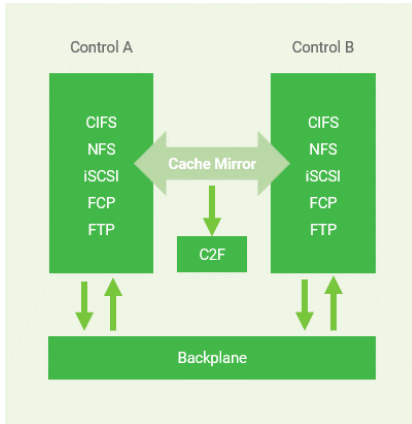 Control A
Control B
CIFS
NFS
iSCSI
FCP
FTP
Cache Mirror
C2F
CIFS
NFS
iSCSI
FCP
FTP
Backplane